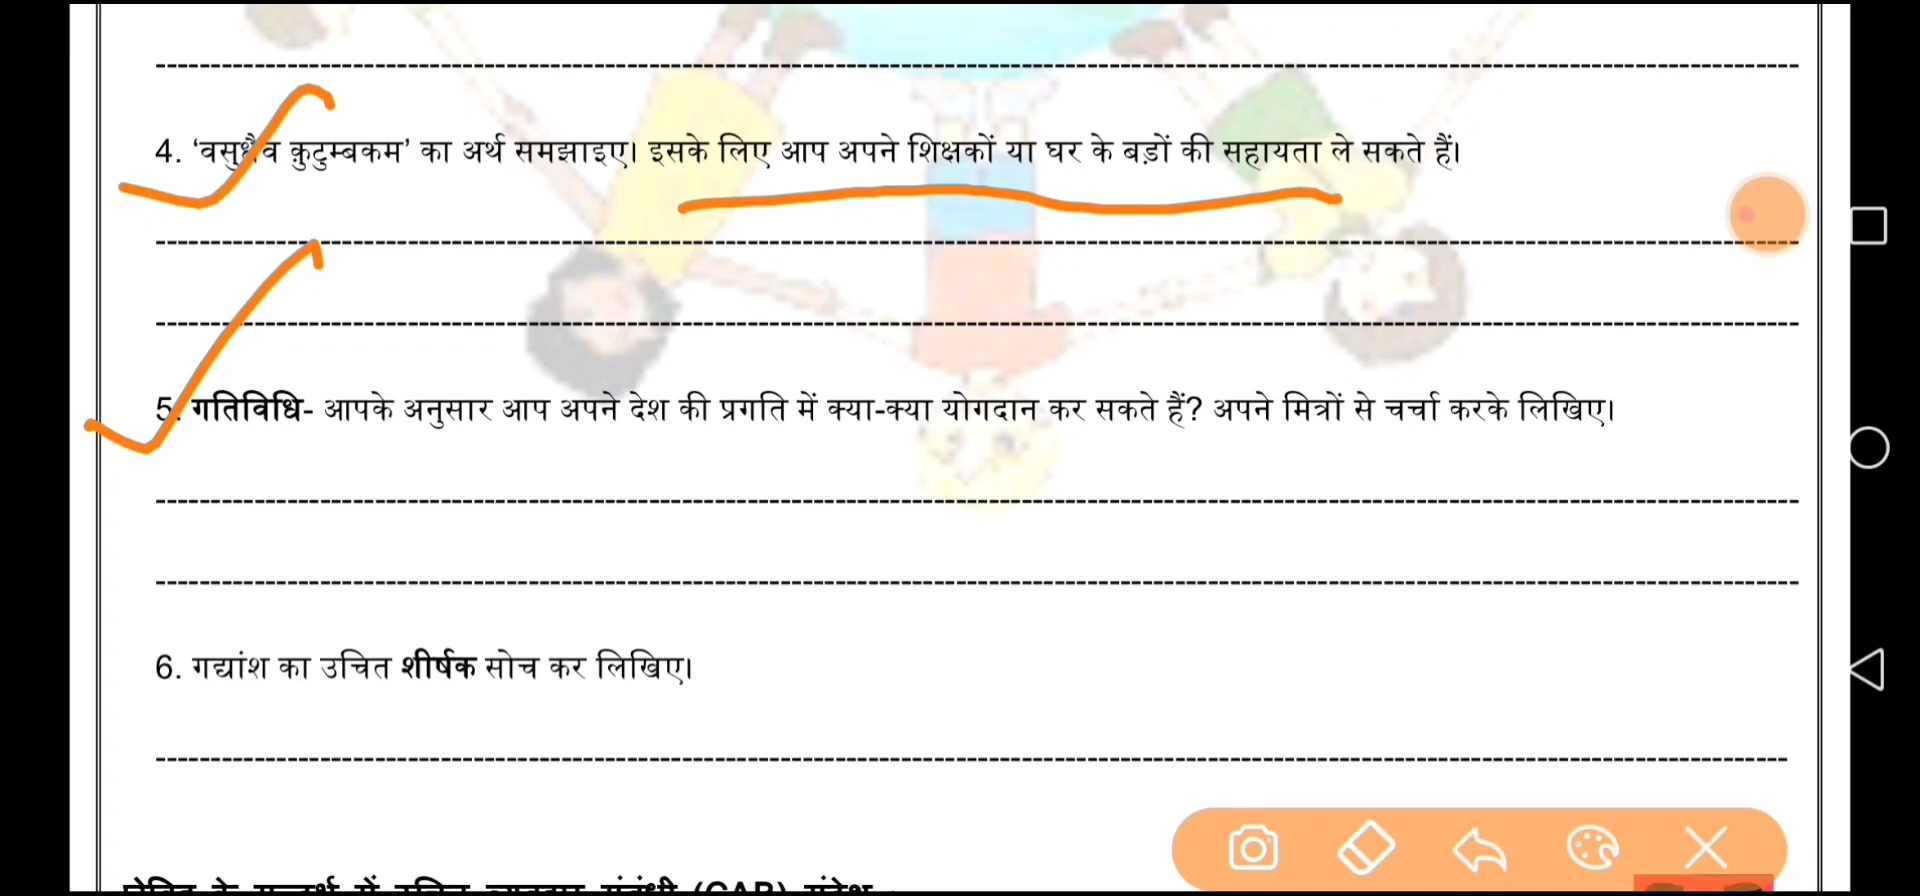 4. ‘वसुधैव क़ुटुम्बकम’ का अर्थ समझाइए। इसके लिए आप अपने शिक्षकों या घर के बड़ों की सहायता ले सकते हैं।
5. गतिविधि- आपके अनुसार आप अपने देश की प्रगति में क्या-क्या योगदान कर सकते हैं? अपने मित्रों से चर्चा करके लिखिए।
6. गद्यांश का उचित शीर्षक सोच कर लिखिए।